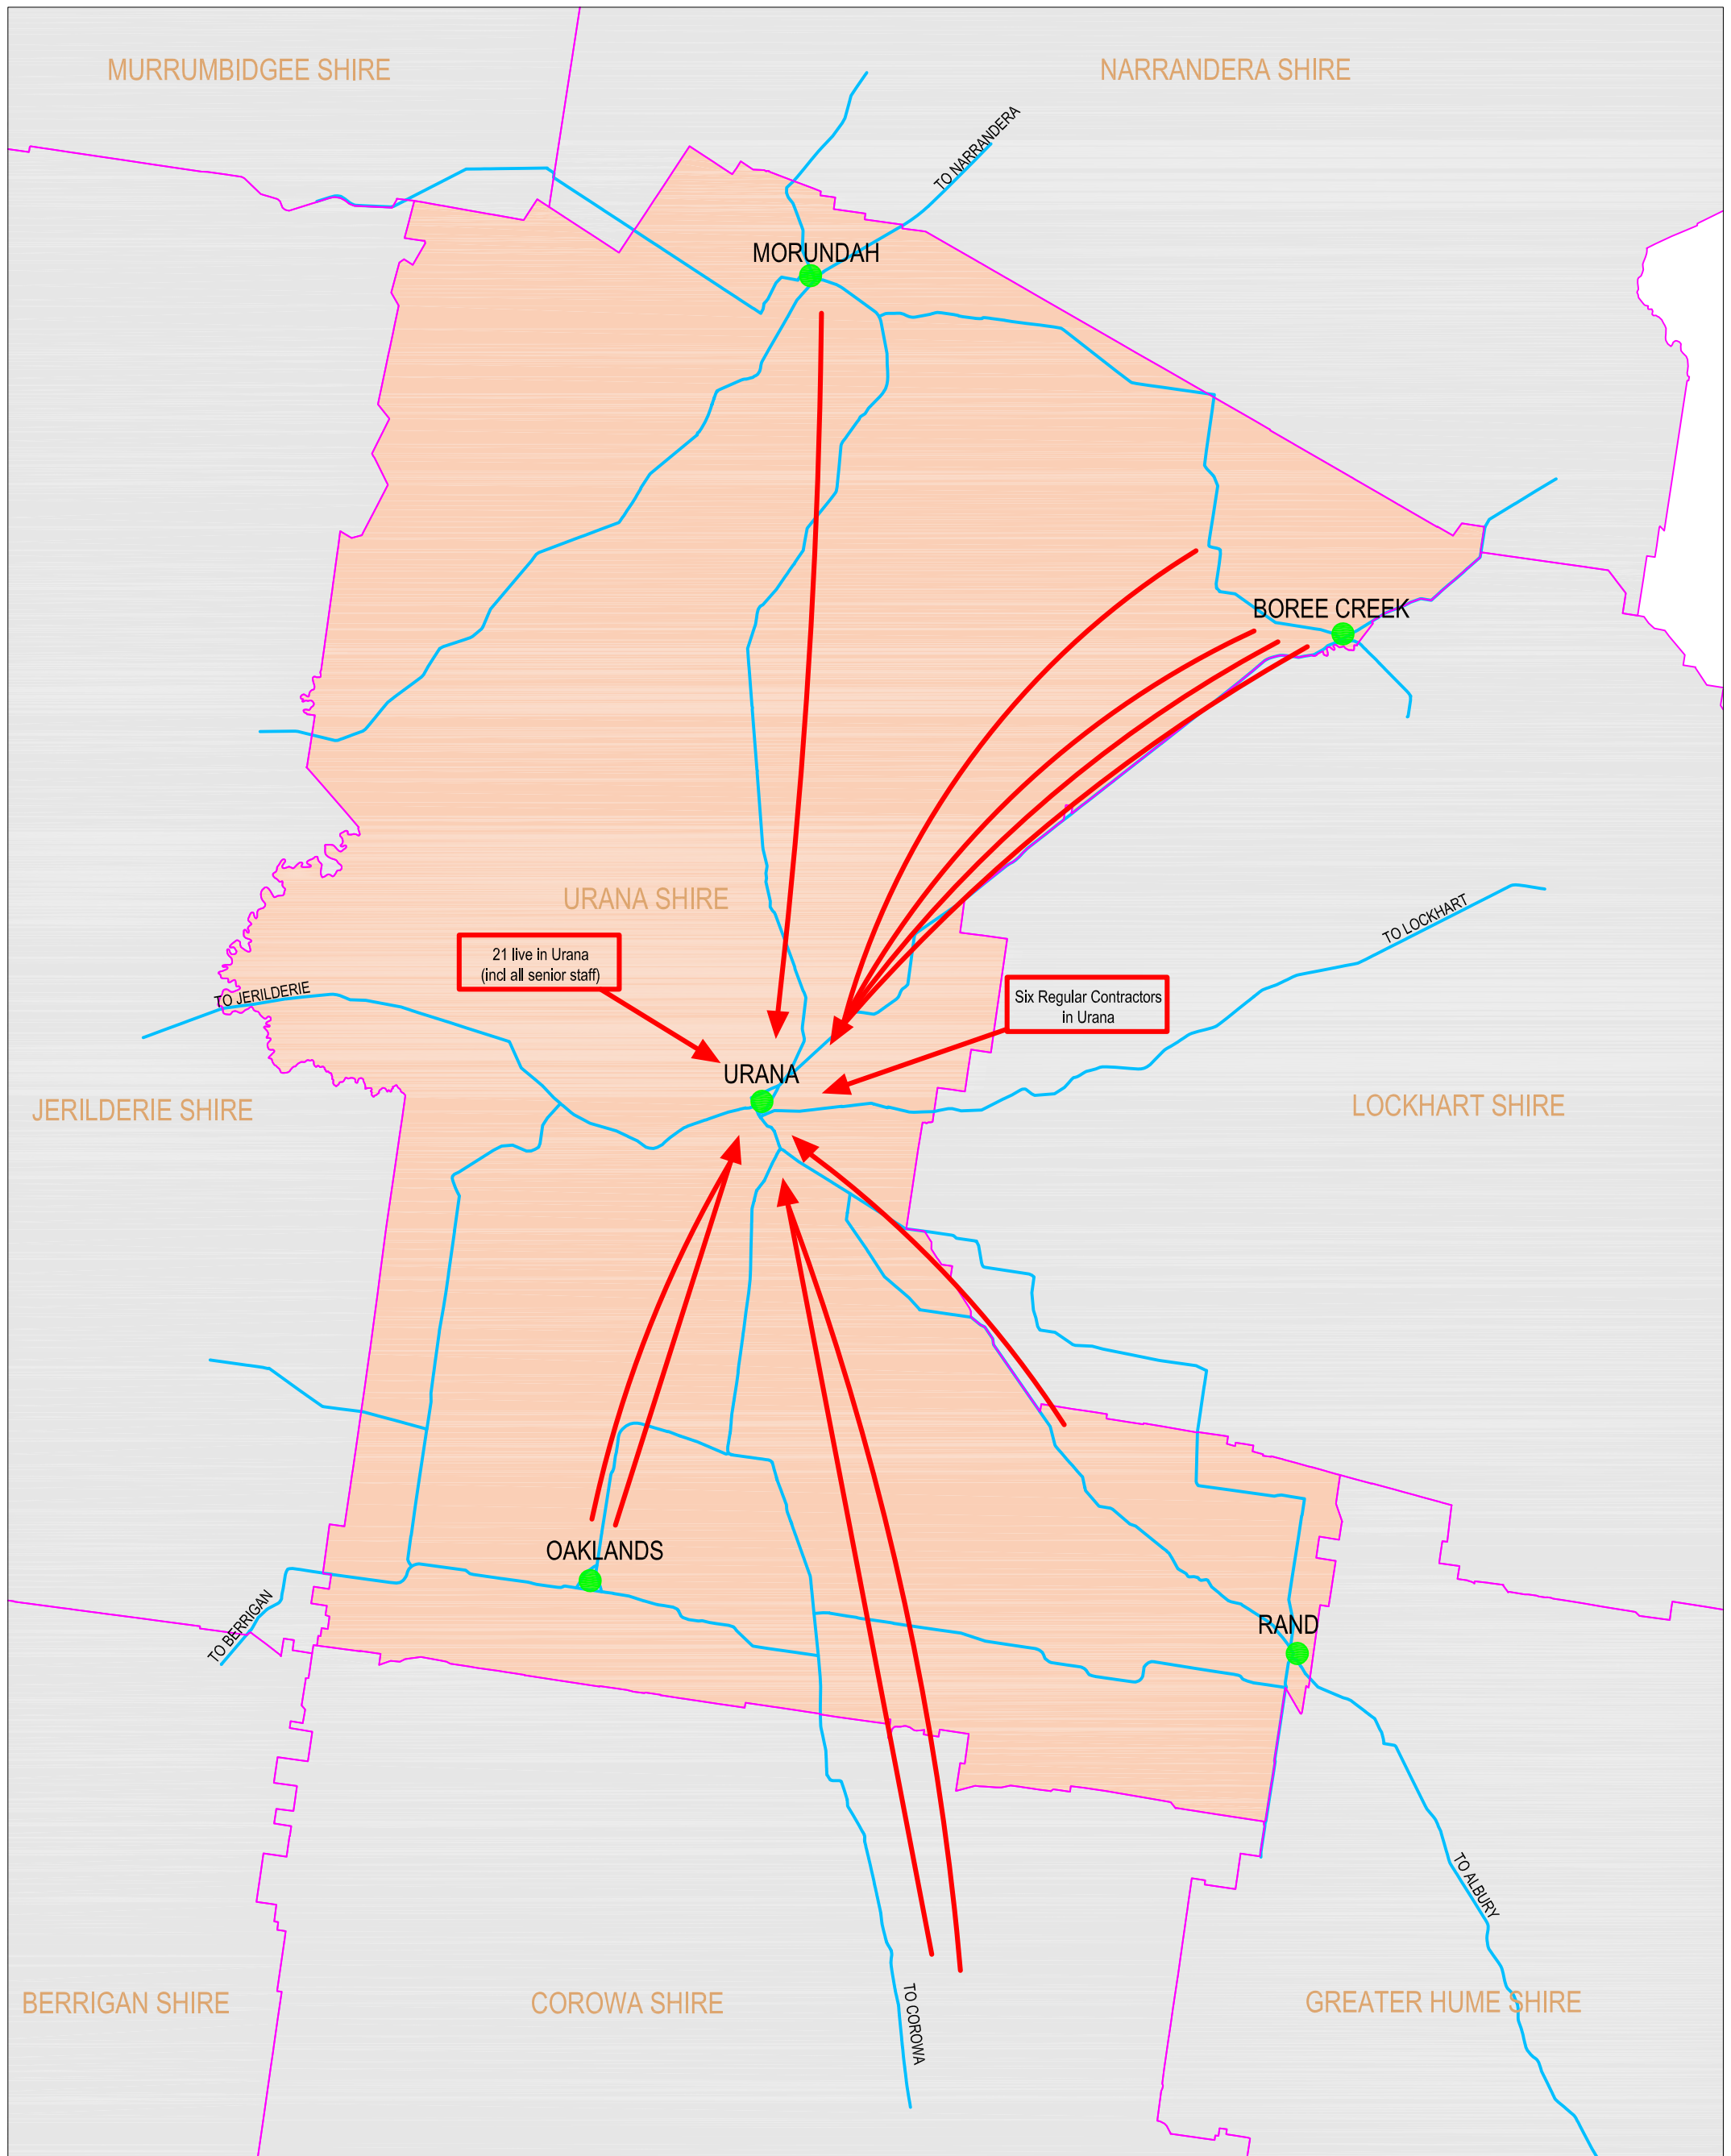 MURRUMBIDGEE SHIRE
NARRANDERA SHIRE
TO NARRANDERA
MORUNDAH
BOREE CREEK
URANA SHIRE
TO LOCKHART
21 live in Urana
(incl all senior staff)
TO JERILDERIE
Six Regular Contractors
in Urana
URANA
JERILDERIE SHIRE
LOCKHART SHIRE
OAKLANDS
TO BERRIGAN
RAND
TO ALBURY
BERRIGAN SHIRE
COROWA SHIRE
TO COROWA
GREATER HUME SHIRE